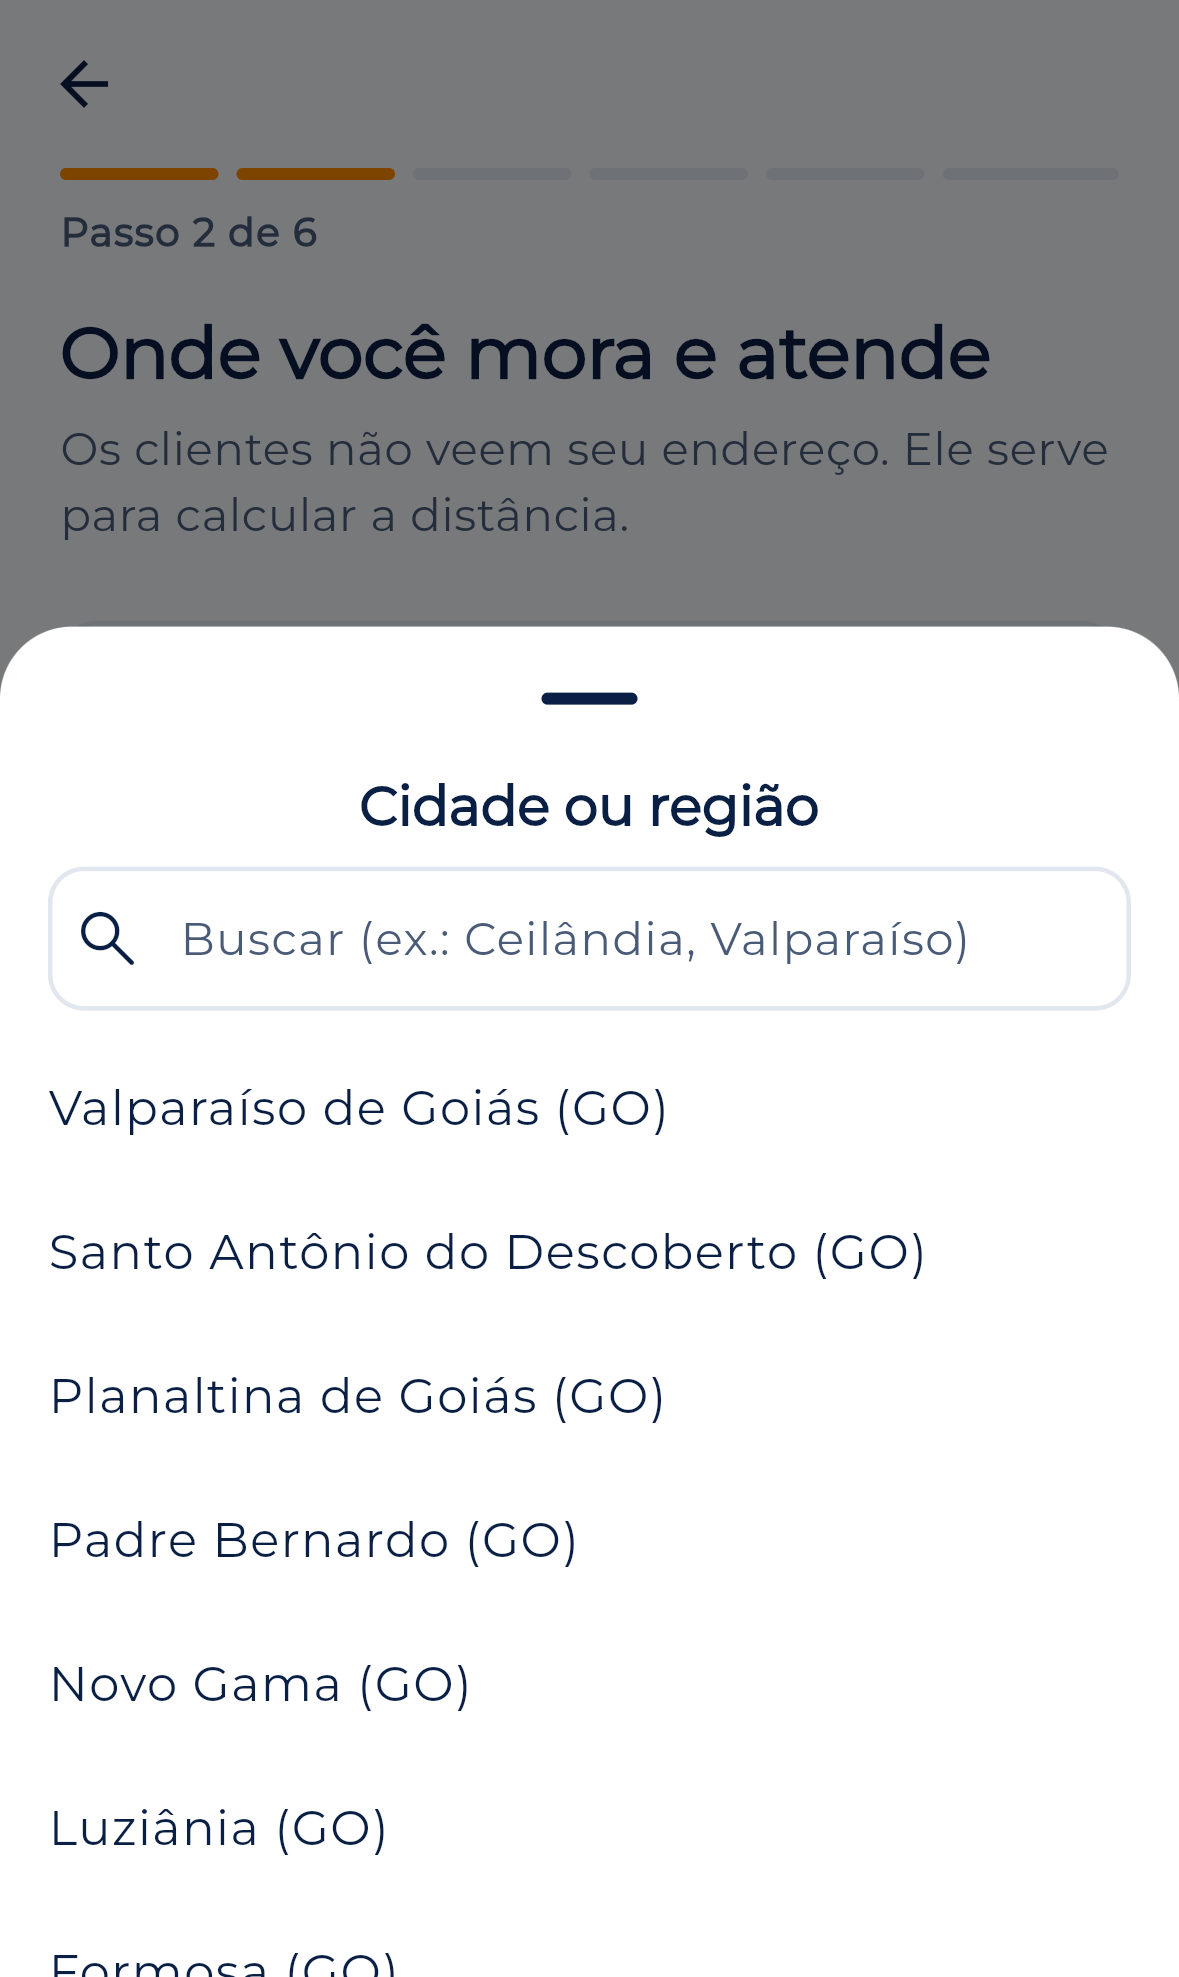 Passo 2 de 6
Onde você mora e atende
Os clientes não veem seu endereço. Ele serve
para calcular a distância.
Cidade ou região
Buscar (ex.: Ceilândia, Valparaíso)
Valparaíso de Goiás (GO)
Santo Antônio do Descoberto (GO)
Planaltina de Goiás (GO)
Padre Bernardo (GO)
Novo Gama (GO)
Luziânia (GO)
Formosa (GO)